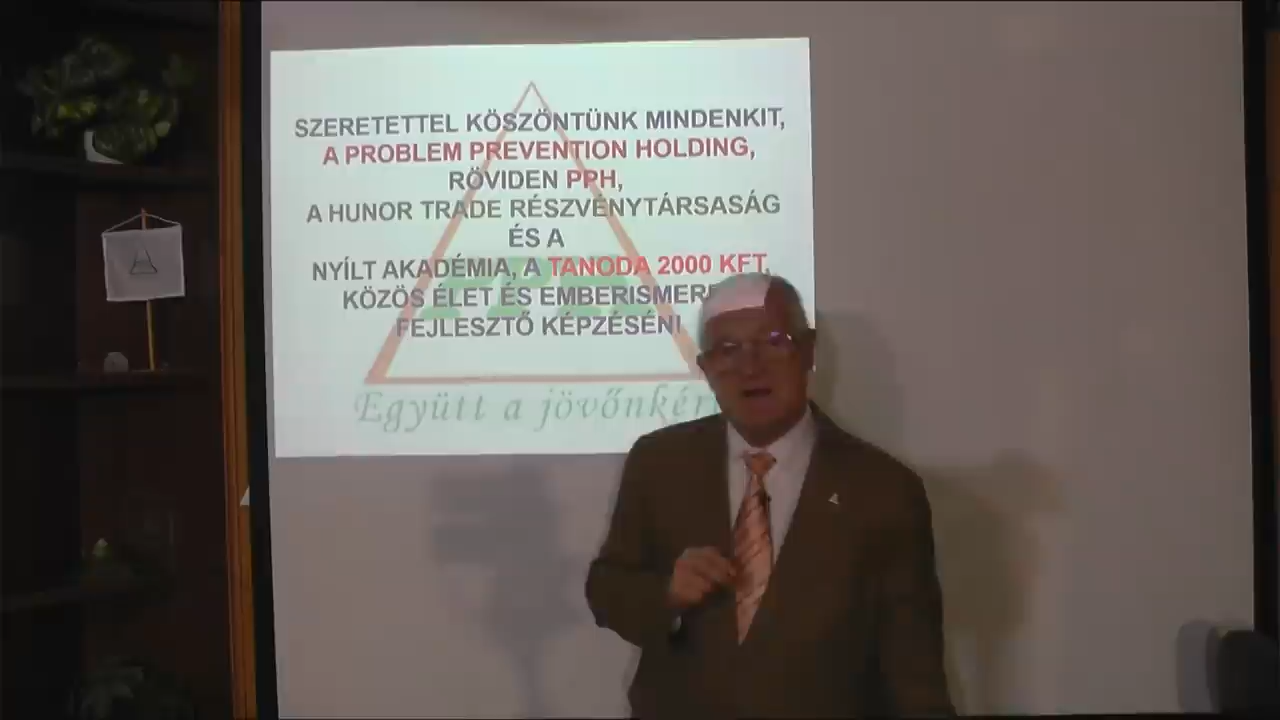 SZERETETTEL KÖSZÖNTÜNK MINDENKIT,
A PROBLEM PREVENTION HOLDING,
RÖVIDEN PPH,
A HUNOR TRADE RÉSZVÉNYTÁRSASÁG
ÉS A
NYÍLT AKADÉMIA, A TANODA 2000 KFT,
KÖZÖS ÉLET ÉS
FEJLESZTŐ KÉPZÉSÉN!
Együtt a